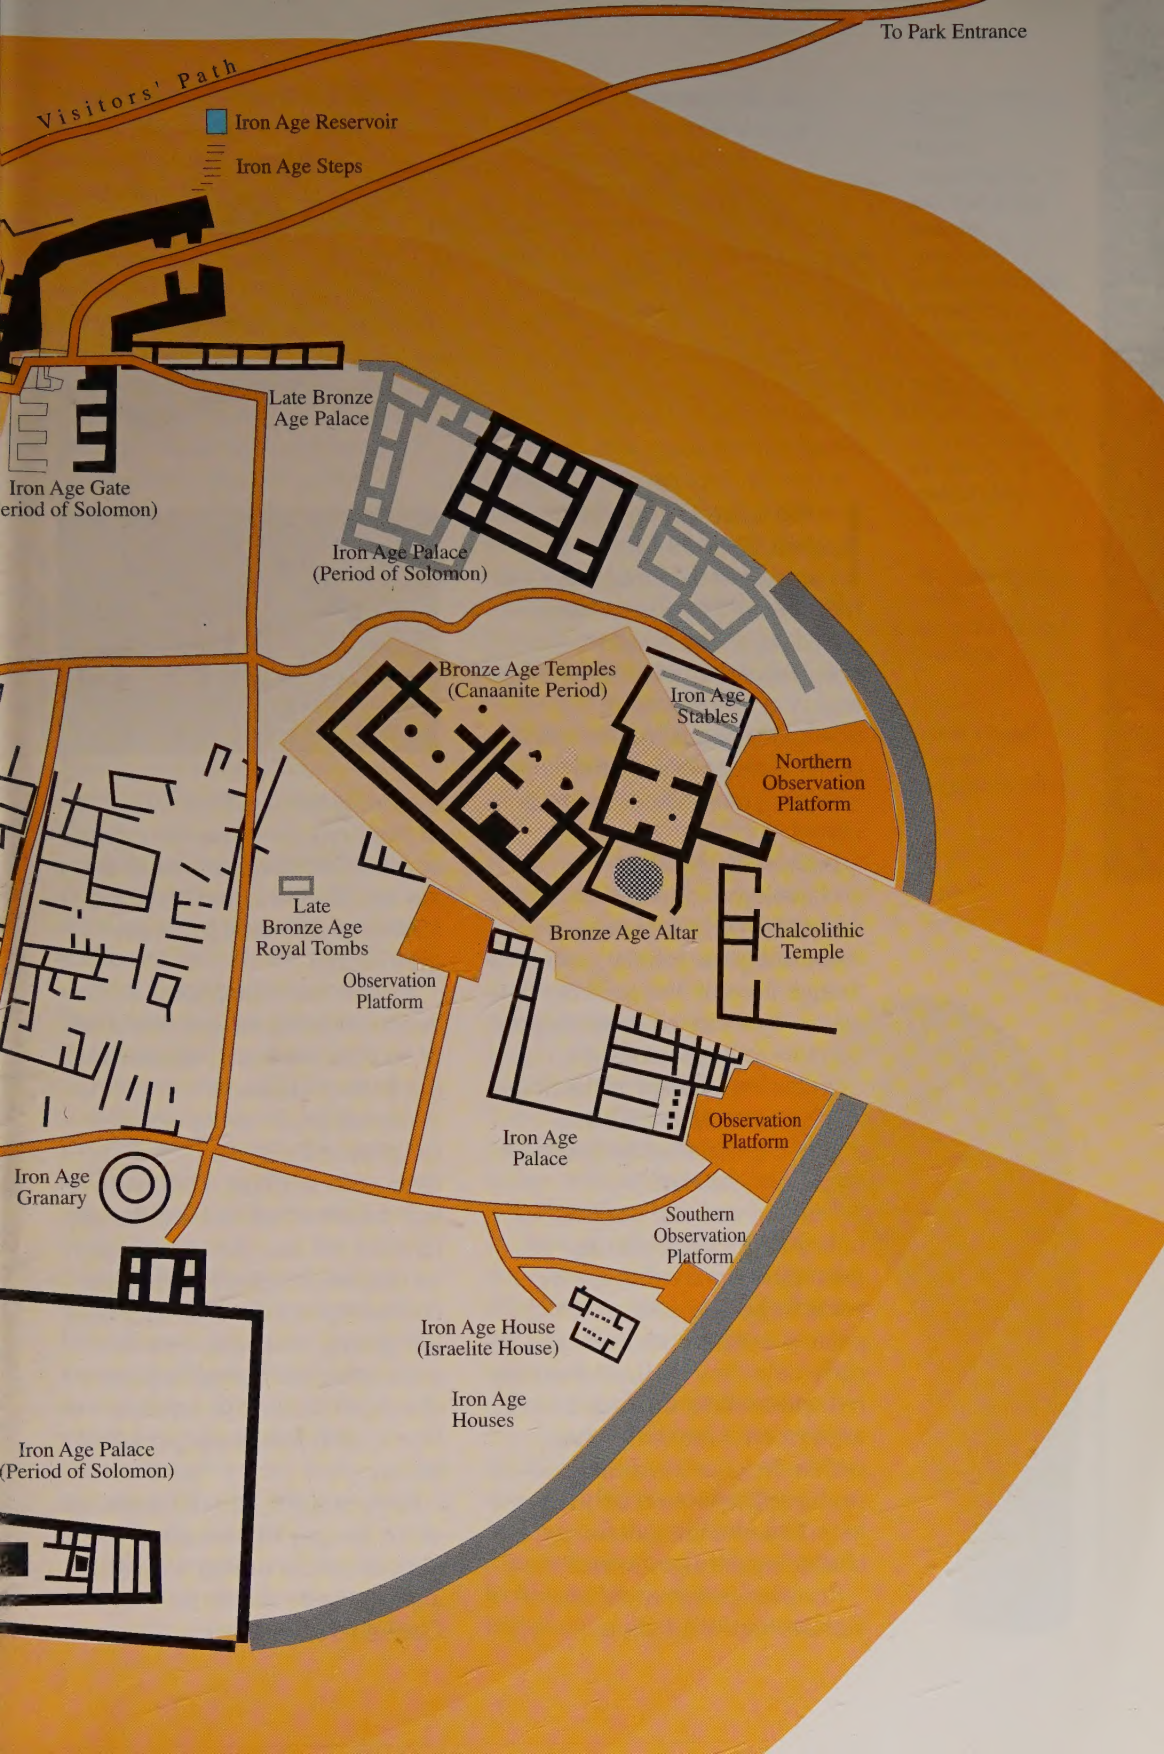 To Park Entrance
Visitors' Path
Iron Age Reservoir
Iron Age Steps
Late Bronze
Age Palace
Iron Age Gate
eriod of Solomon)
Iron Age Palace
(Period of Solomon)
Bronze Age Temples
(Canaanite Period)
Iron Age
Stables
Northern
Observation
Platform
Late
Bronze Age
Royal Tombs
Bronze Age Altar
Chalcolithic
Temple
Observation
Platform
Observation
Platform
Iron Age
Palace
Iron Age
Granary
Southern
Observation
Platform
Iron Age House
(Israelite House)
Iron Age
Houses
Iron Age Palace
(Period of Solomon)